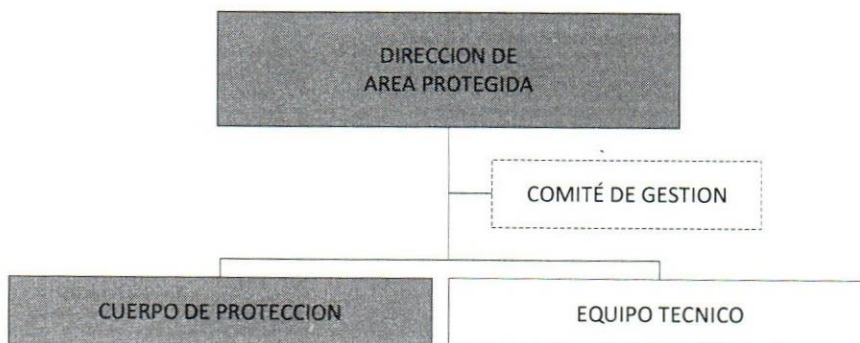 DIRECCION DE
AREA PROTEGIDA
COMITÉ DE GESTION
CUERPO DE PROTECCION
EQUIPO TECNICO